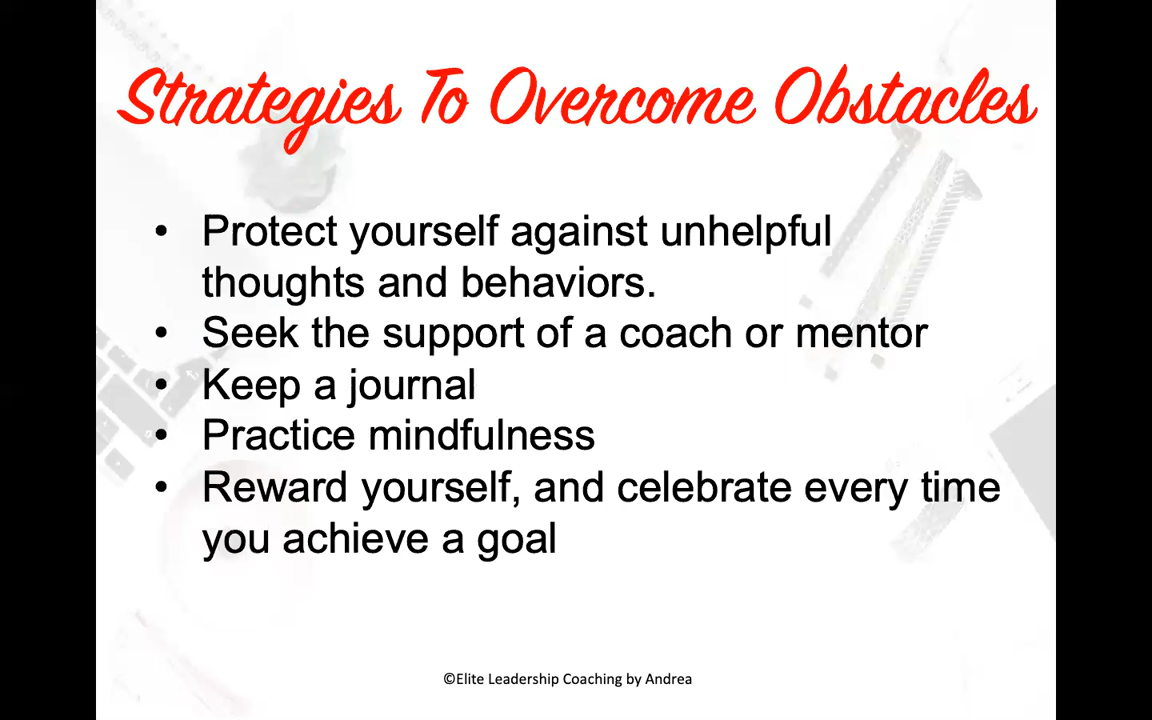 Strategies To Overcome Obstacles
• Protect yourself against unhelpful
thoughts and behaviors.
• Seek the support of a coach or mentor
• Keep a journal
• Practice mindfulness
• Reward yourself, and celebrate every time
you achieve a goal
©Elite Leadership Coaching by Andrea